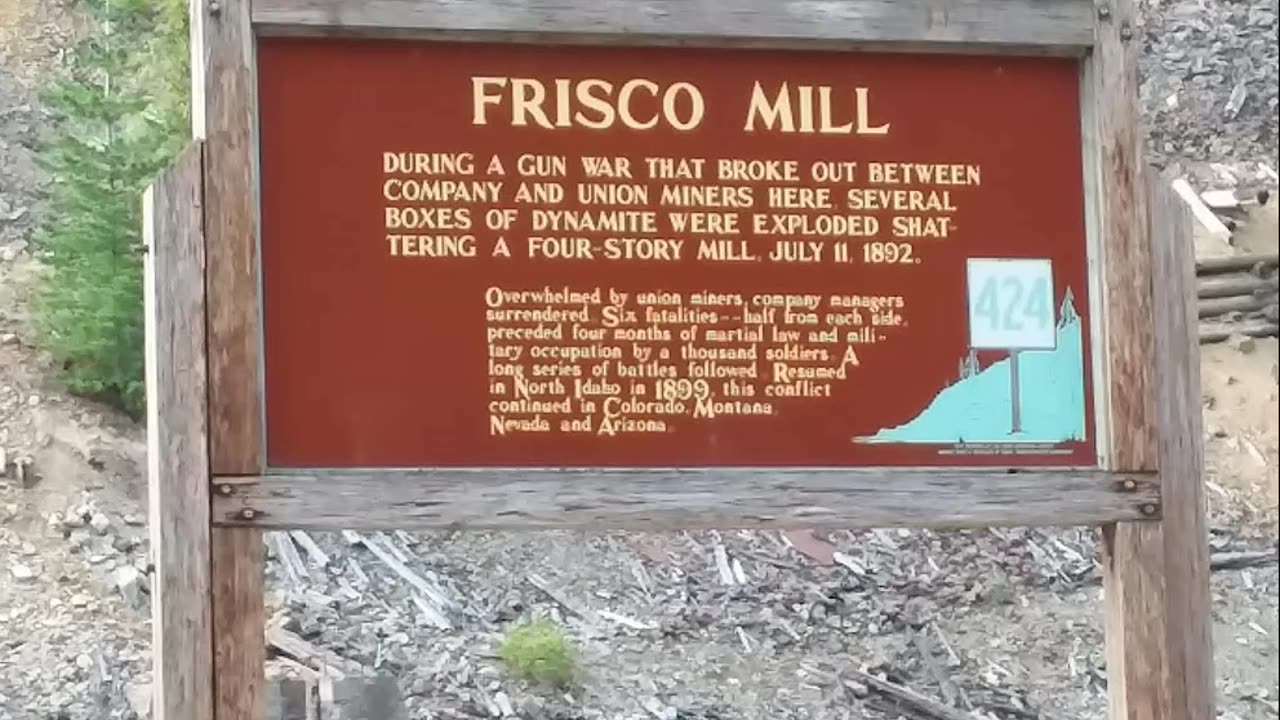 FRISCO MILL
DURING A GUN WAR THAT BROKE OUT BETWEEN
COMPANY AND UNION MINERS HERE, SEVERAL
BOXES OF DYNAMITE WERE EXPLODED SHAT-
TERING A FOUR-STORY MILL, JULY 11, 1892.
Overwhelmed by union miners, company managers
surrendered. Six fatalities--half from each side,
preceded four months of martial law and mili-
tary occupation by a thousand soldiers. A
long series of battles followed. Resumed
in North Idaho in 1899, this conflict
continued in Colorado, Montana,
Nevada and Arizona.
424